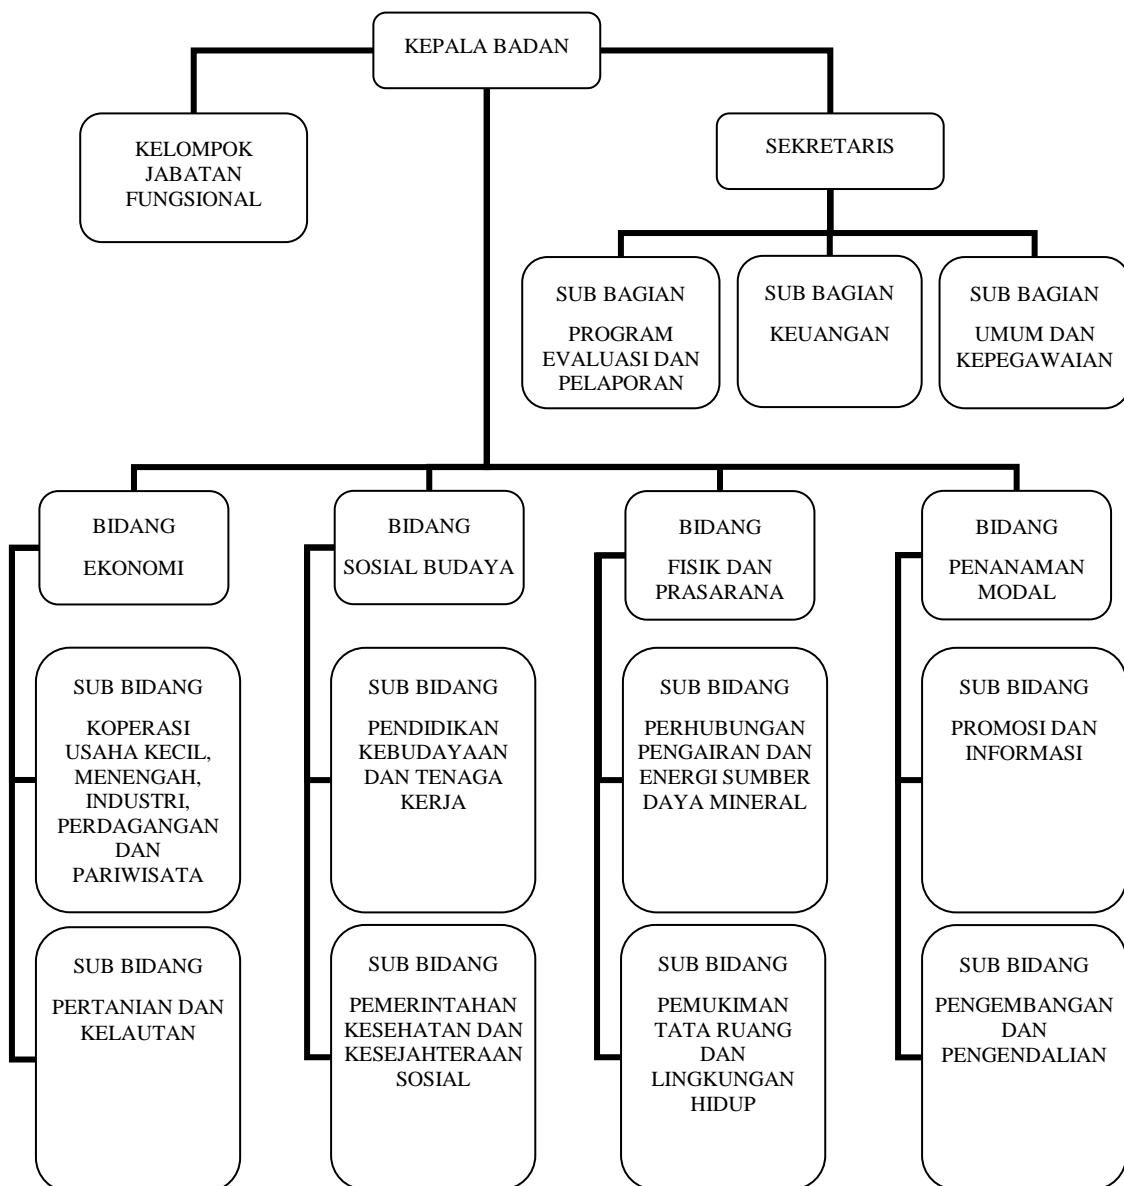 KEPALA BADAN
KELOMPOK
JABATAN
FUNGSIONAL
SEKRETARIS
SUB BAGIAN
PROGRAM
EVALUASI DAN
PELAPORAN
SUB BAGIAN
KEUANGAN
SUB BAGIAN
UMUM DAN
KEPEGAWAIAN
BIDANG
EKONOMI
BIDANG
SOSIAL BUDAYA
BIDANG
FISIK DAN
PRASARANA
BIDANG
PENANAMAN
MODAL
SUB BIDANG
KOPERASI
USAHA KECIL,
MENENGAH,
INDUSTRI,
PERDAGANGAN
DAN
PARIWISATA
SUB BIDANG
PENDIDIKAN
KEBUDAYAAN
DAN TENAGA
KERJA
SUB BIDANG
PERHUBUNGAN
PENGAIRAN DAN
ENERGI SUMBER
DAYA MINERAL
SUB BIDANG
PROMOSI DAN
INFORMASI
SUB BIDANG
PERTANIAN DAN
KELAUTAN
SUB BIDANG
PEMERINTAHAN
KESEHATAN DAN
KESEJAHTERAAN
SOSIAL
SUB BIDANG
PEMUKIMAN
TATA RUANG
DAN
LINGKUNGAN
HIDUP
SUB BIDANG
PENGEMBANGAN
DAN
PENGENDALIAN